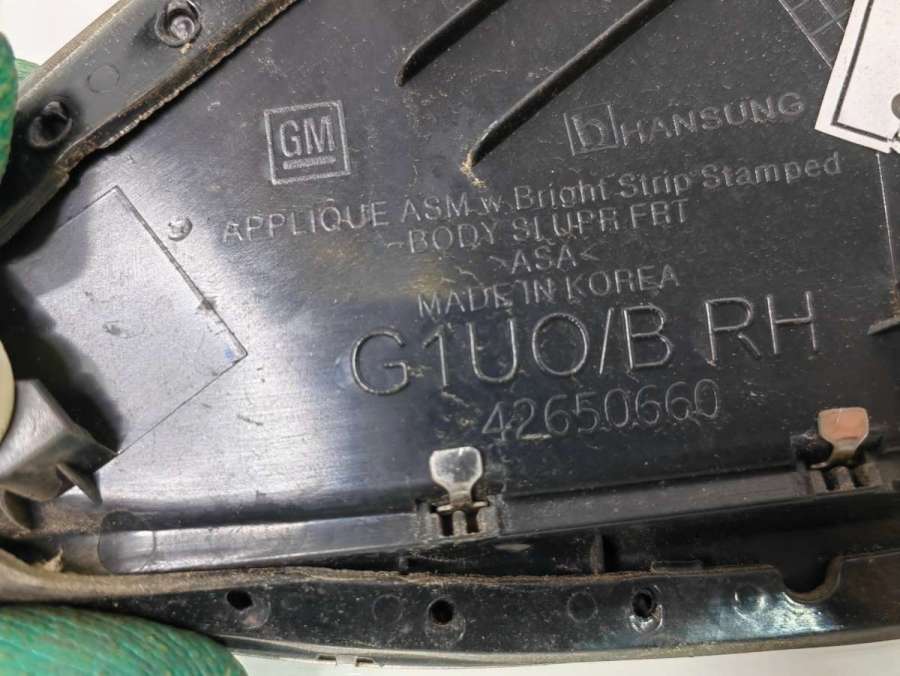 GM
b HANSUNG
APPLIQUE ASM-w.Bright Strip Stamped
-BODY SI UPR FRT
>ASA<
MADE IN KOREA
G1UO/B RH
42650660